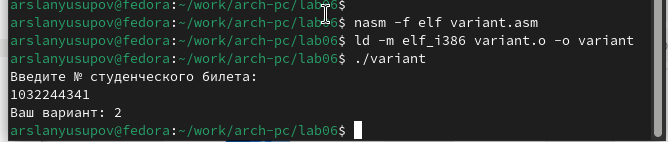 arslanyusupov@fedora:~/work/arch-pc/lab06$
arslanyusupov@fedora:~/work/arch-pc/lab06$ nasm -f elf variant.asm
arslanyusupov@fedora:~/work/arch-pc/lab06$ ld -m elf_i386 variant.o -o variant
arslanyusupov@fedora:~/work/arch-pc/lab06$ ./variant
Введите № студенческого билета:
1032244341
Ваш вариант: 2
arslanyusupov@fedora:~/work/arch-pc/lab06$